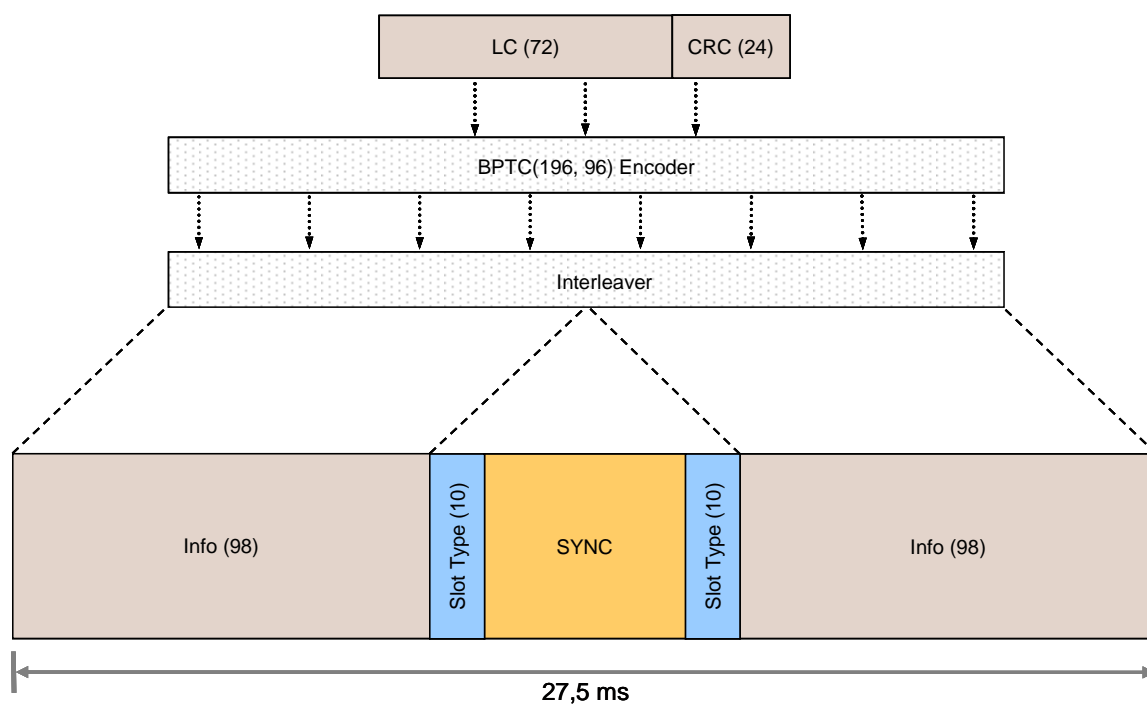 LC (72)
CRC (24)
BPTC(196, 96) Encoder
Interleaver
Info (98)
Slot Type (10)
SYNC
Slot Type (10)
Info (98)
27,5 ms